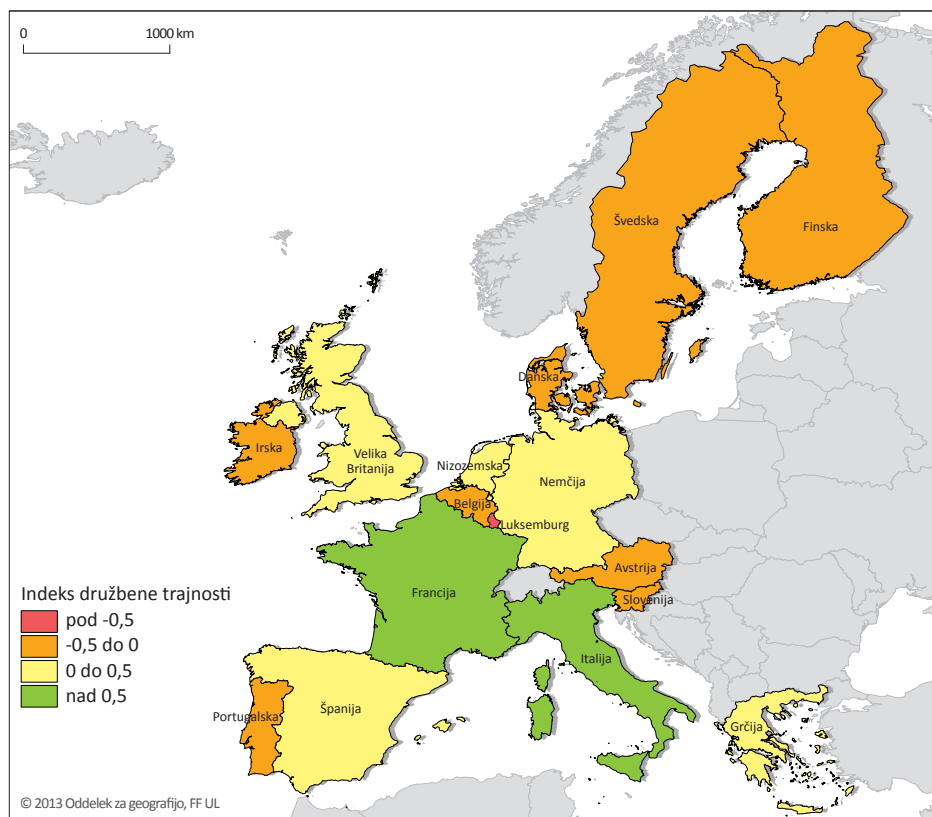 0 1000 km
Švedska
Finska
Danska
Irska
Velika
Britanija
Nizozemska
Nemčija
Belgija
Luksemburg
Avstrija
Francija
Slovenija
Italija
Portugalska
Španija
Grčija
Indeks družbene trajnosti
pod -0,5
-0,5 do 0
0 do 0,5
nad 0,5
© 2013 Oddelek za geografijo, FF UL